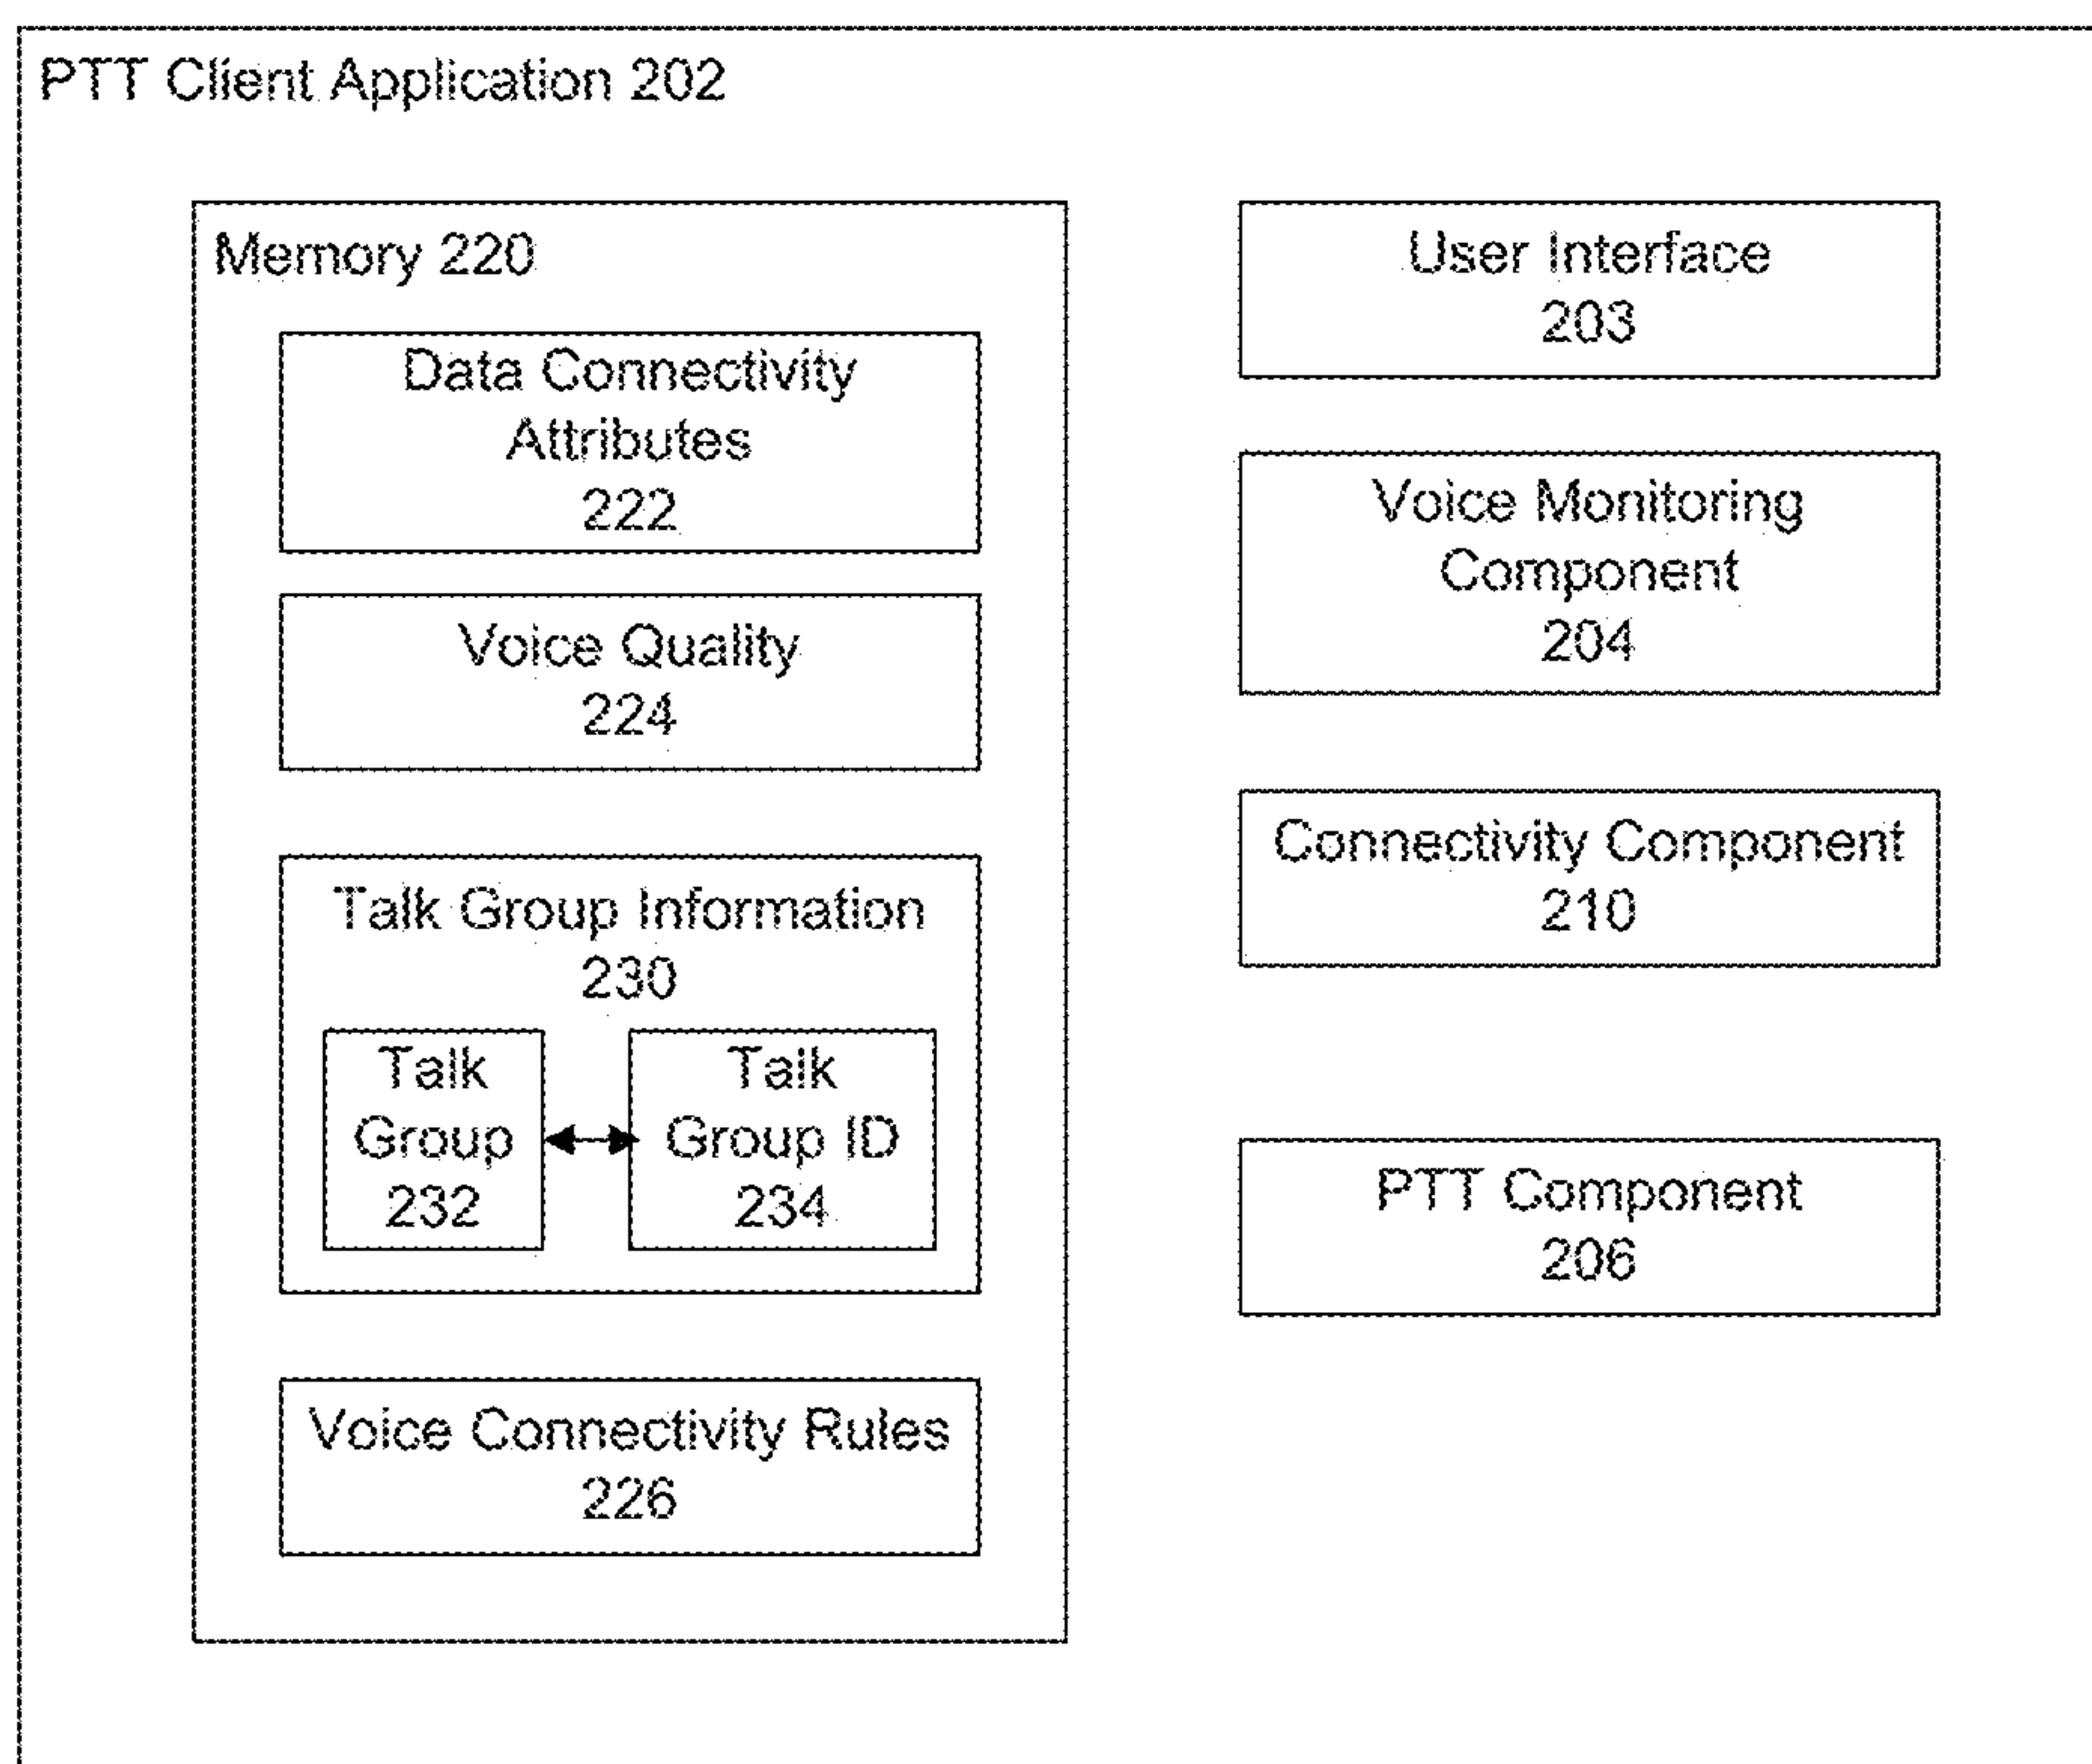 PTT Client Application 202
Memory 220
Data Connectivity
Attributes
222
Voice Quality
224
Talk Group Information
230
Talk
Group
232
Talk
Group ID
234
Voice Connectivity Rules
226
User Interface
203
Voice Monitoring
Component
204
Connectivity Component
210
PTT Component
206